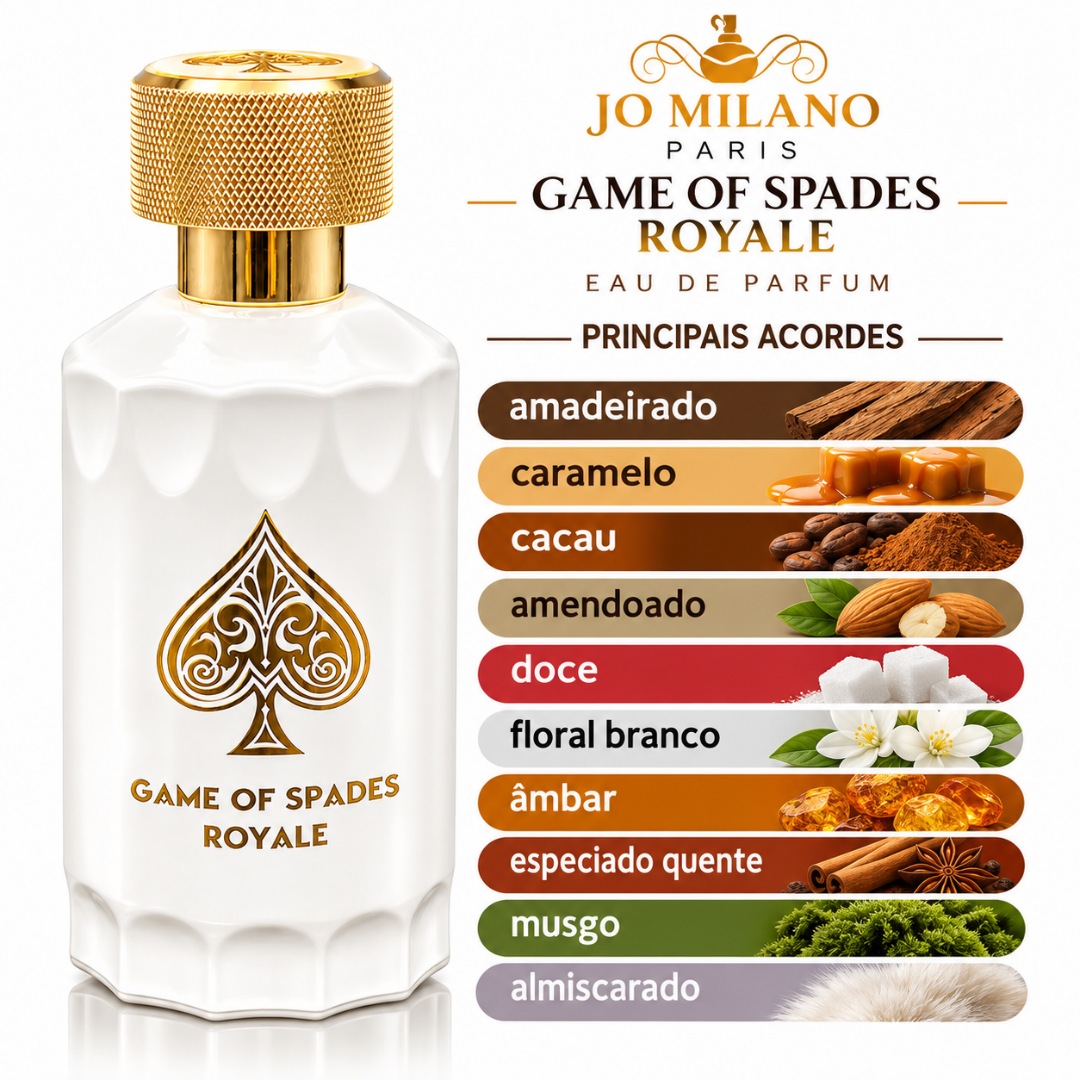 JO MILANO
PARIS
GAME OF SPADES
ROYALE
EAU DE PARFUM
PRINCIPAIS ACORDES
amadeirado
caramelo
cacau
amendoado
doce
floral branco
âmbar
especiado quente
musgo
almiscarado
GAME OF SPADES
ROYALE